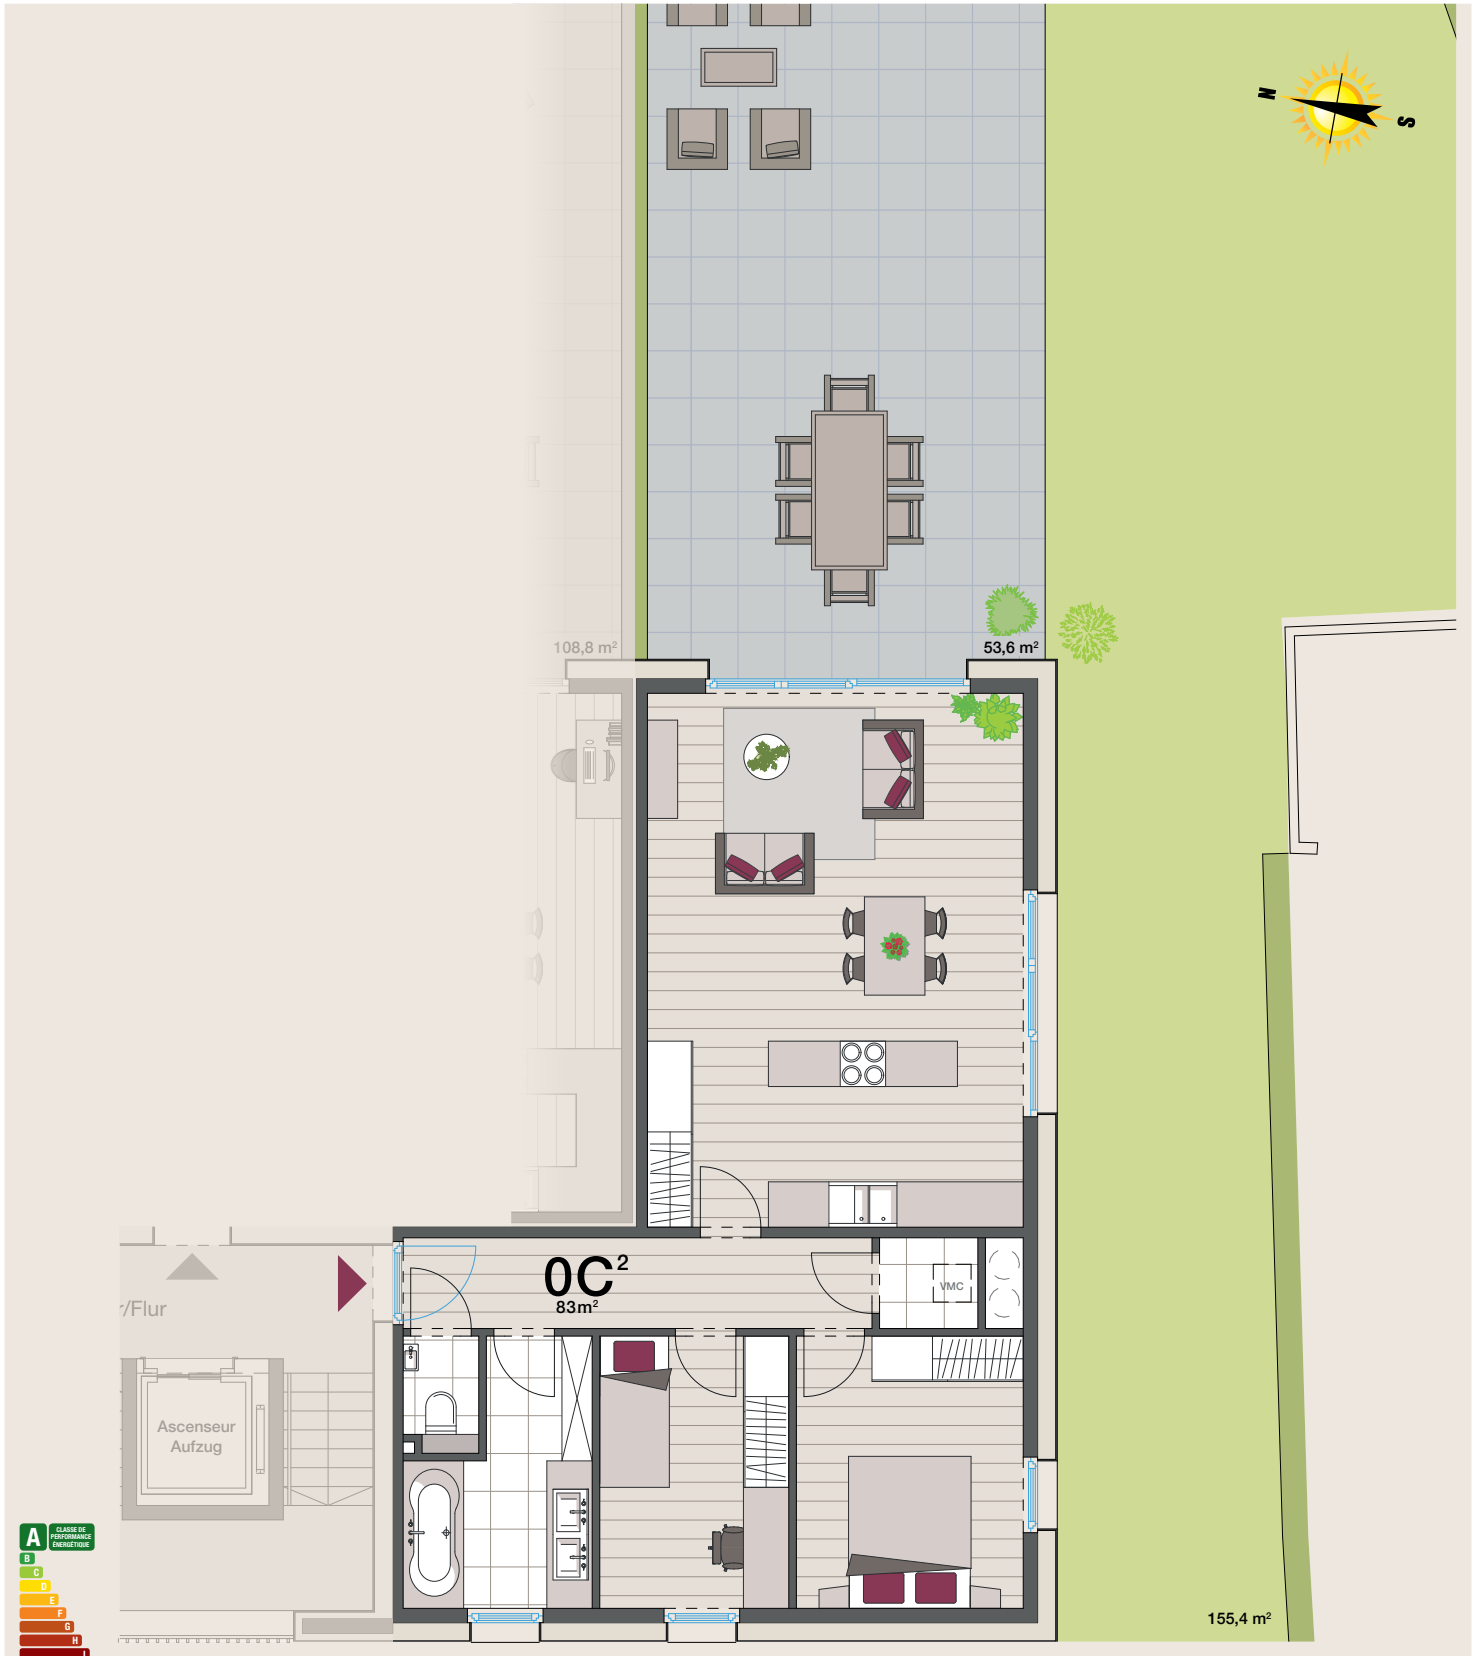 N
S
108,8 m²
53,6 m²
0C²
83m²
VMC
r/Flur
Ascenseur
Aufzug
A
CLASSE DE
PERFORMANCE
ÉNERGÉTIQUE
B
C
D
E
F
G
H
I
155,4 m²